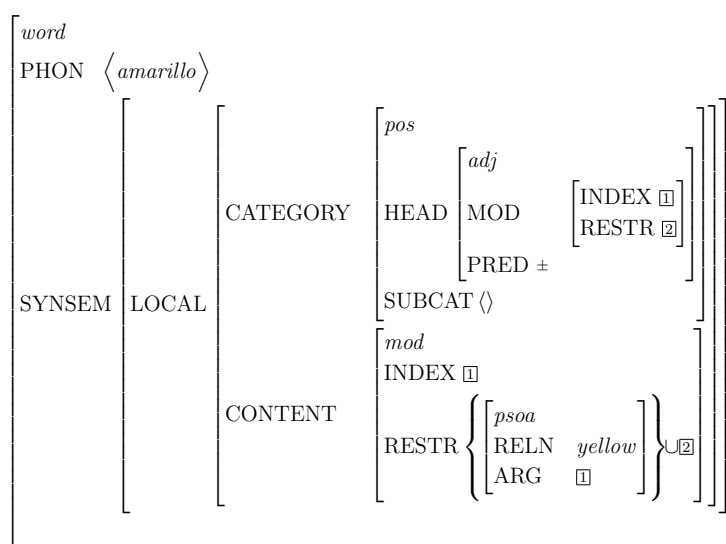 word
PHON ⟨amarillo⟩
pos
adj
CATEGORY HEAD MOD INDEX 1
RESTR 2
PRED ±
SYNSEM LOCAL SUBCAT ⟨⟩
mod
INDEX 1
CONTENT psoa
RESTR { RELN yellow } ∪ 2
ARG 1